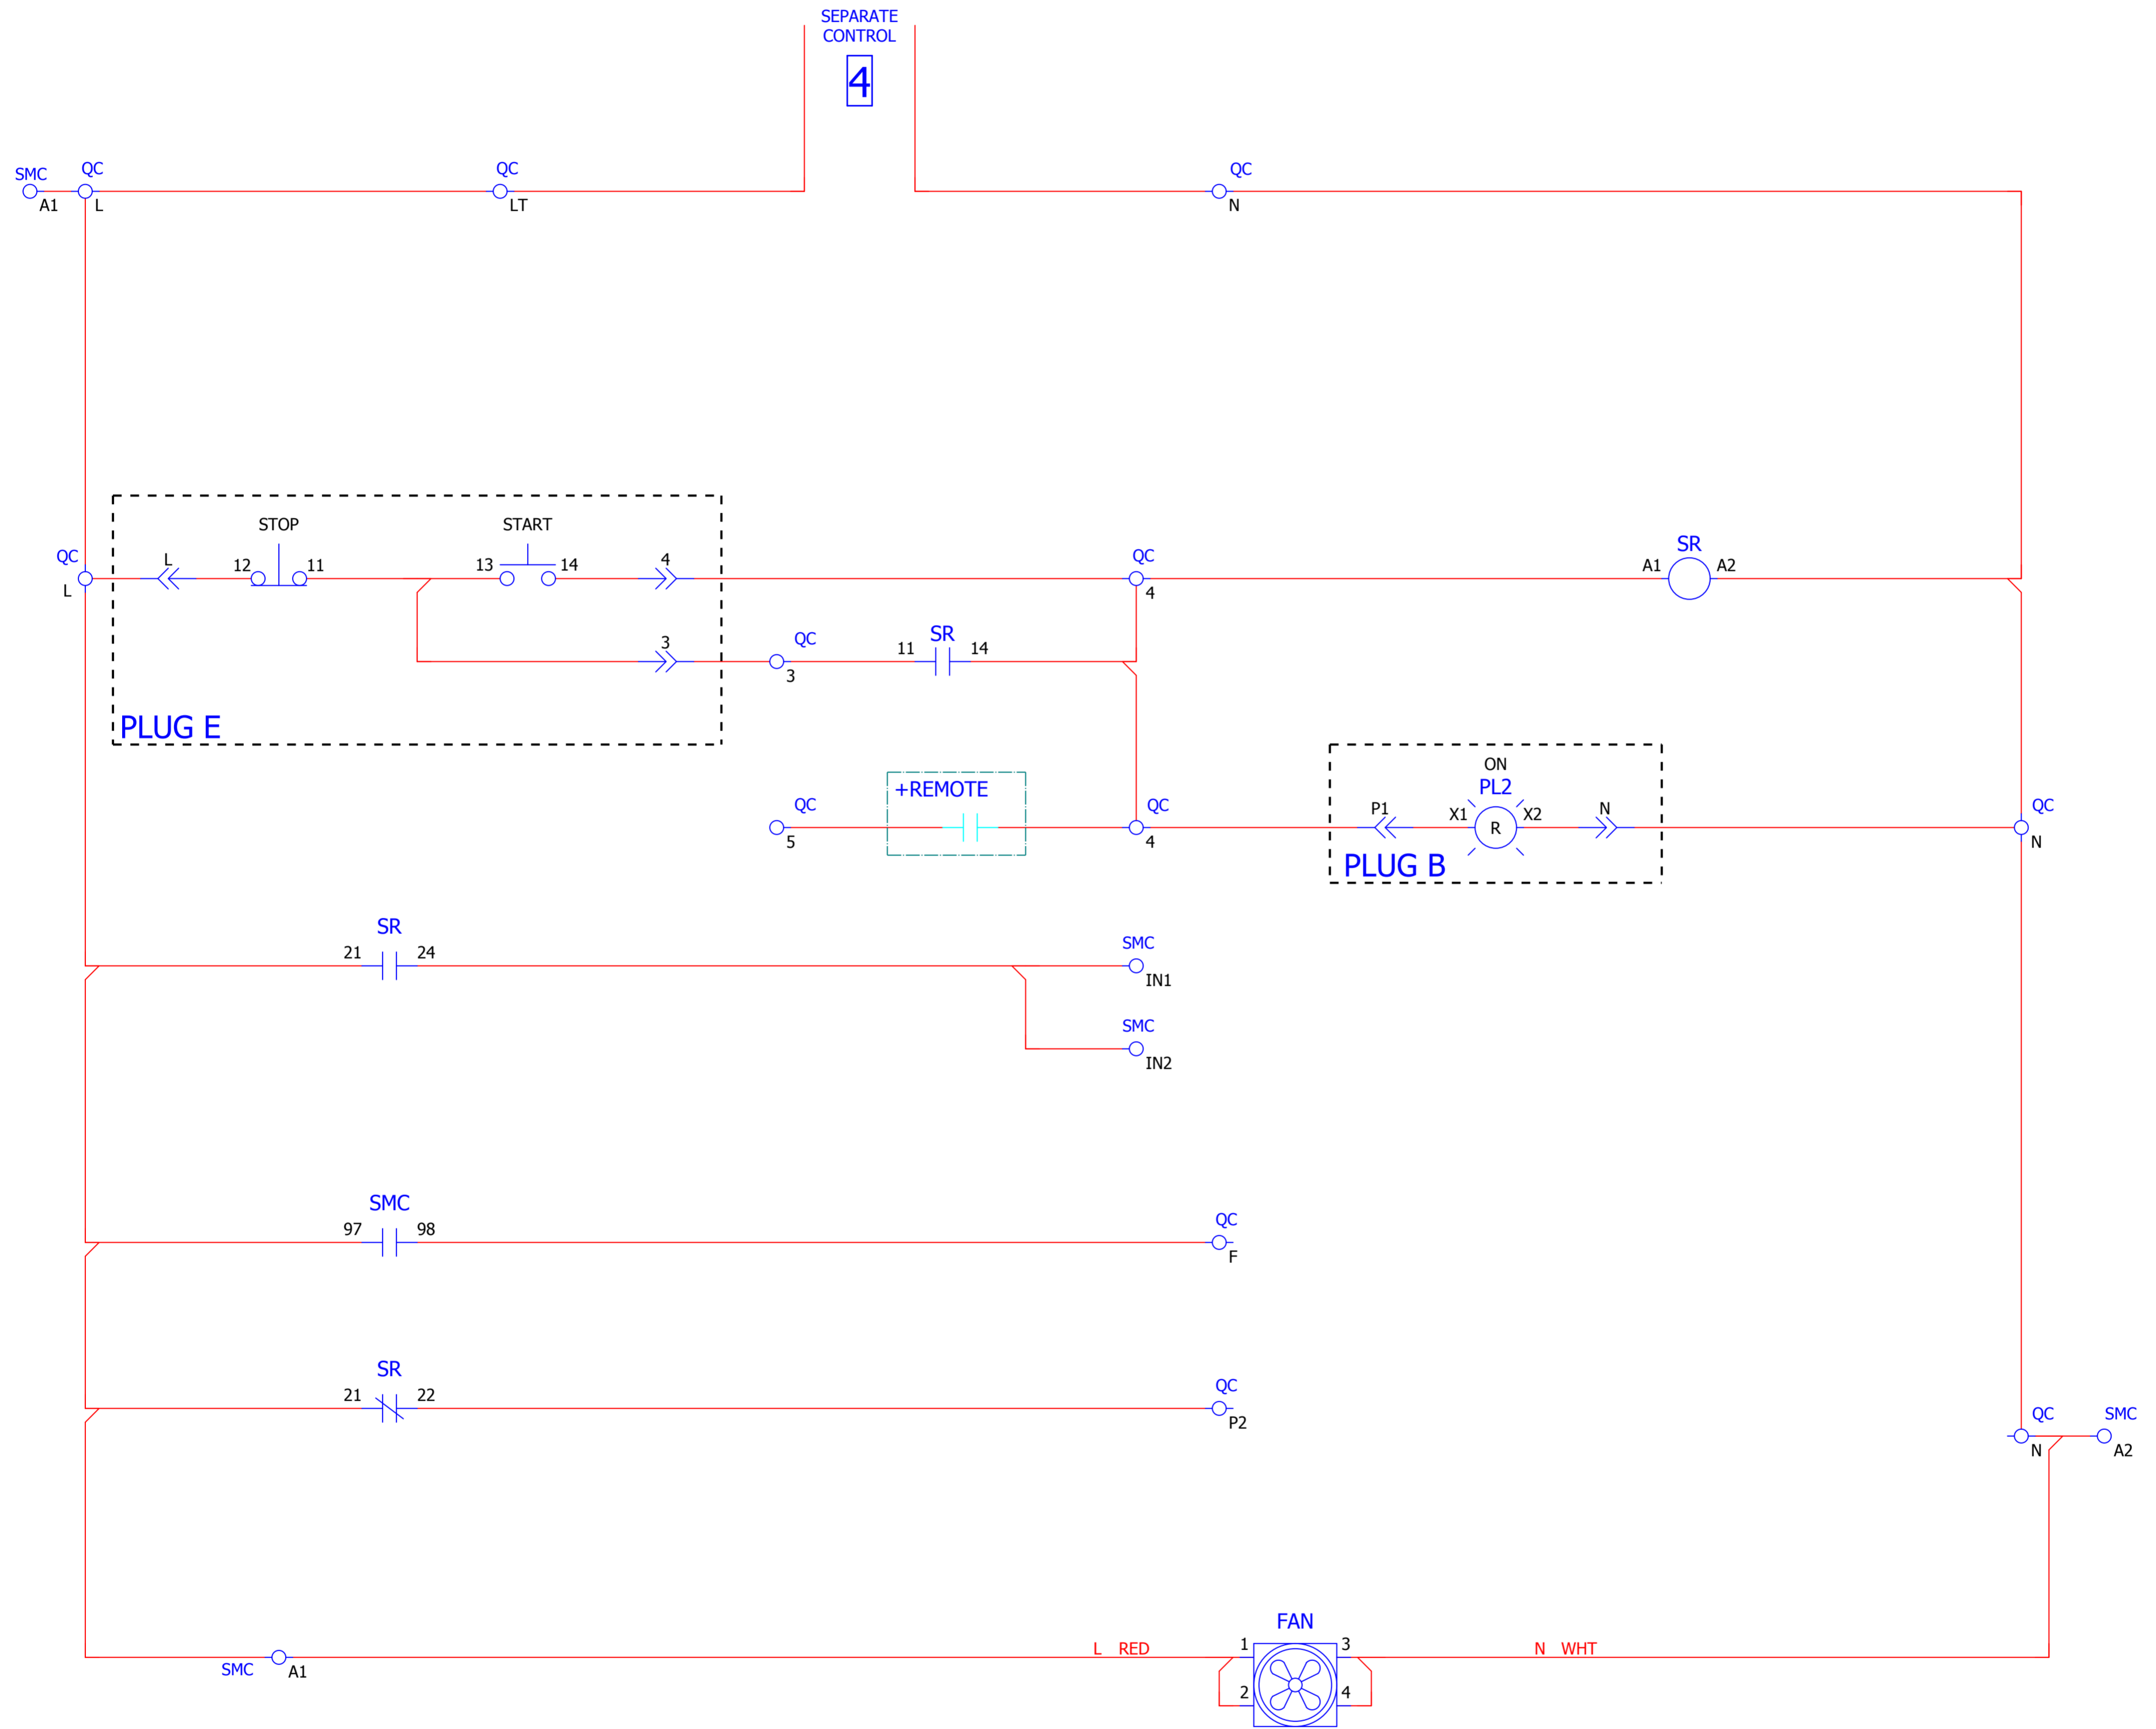 SEPARATE
CONTROL
4
SMC
QC
QC
QC
A1
L
LT
N
STOP
START
SR
QC
L
12
11
13
14
4
QC
A1
A2
L
4
3
QC
11
SR
14
3
PLUG E
ON
+REMOTE
PL2
QC
QC
P1
X1
R
X2
N
QC
5
4
N
PLUG B
SR
21
24
SMC
IN1
SMC
IN2
SMC
97
98
QC
F
SR
21
22
QC
P2
QC
SMC
N
A2
FAN
L RED
1
3
N WHT
SMC
A1
2
4